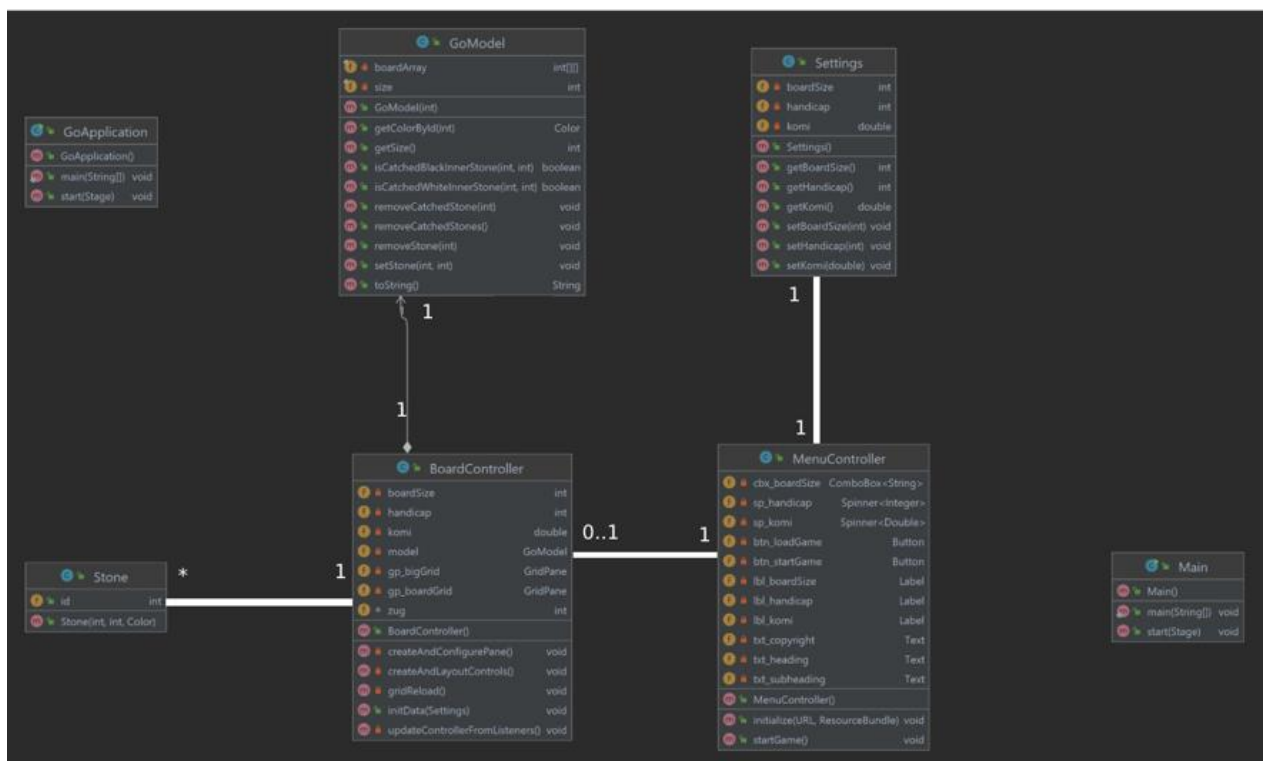 GoModel
boardArray int[][]
size int
GoModel(int)
getColorById(int) Color
getSize() int
isCatchedBlackInnerStone(int, int) boolean
isCatchedWhiteInnerStone(int, int) boolean
removeCatchedStone(int) void
removeCatchedStones() void
removeStone(int) void
setStone(int, int) void
toString() String
Settings
boardSize int
handicap int
komi double
Settings()
getBoardSize() int
getHandicap() int
getKomi() double
setBoardSize(int) void
setHandicap(int) void
setKomi(double) void
GoApplication
GoApplication()
main(String[]) void
start(Stage) void
1
1
1
1
BoardController
boardSize int
handicap int
komi double
model GoModel
gp_bigGrid GridPane
gp_boardGrid GridPane
zug int
BoardController()
createAndConfigurePane() void
createAndLayoutControls() void
gridReload() void
initData(Settings) void
updateControllerFromListeners() void
0..1
1
MenuController
cbx_boardSize ComboBox<String>
sp_handicap Spinner<Integer>
sp_komi Spinner<Double>
btn_loadGame Button
btn_startGame Button
lbl_boardSize Label
lbl_handicap Label
lbl_komi Label
txt_copyright Text
txt_heading Text
txt_subheading Text
MenuController()
initialize(URL, ResourceBundle) void
startGame() void
Stone
id int
Stone(int, int, Color)
*
1
Main
Main()
main(String[]) void
start(Stage) void